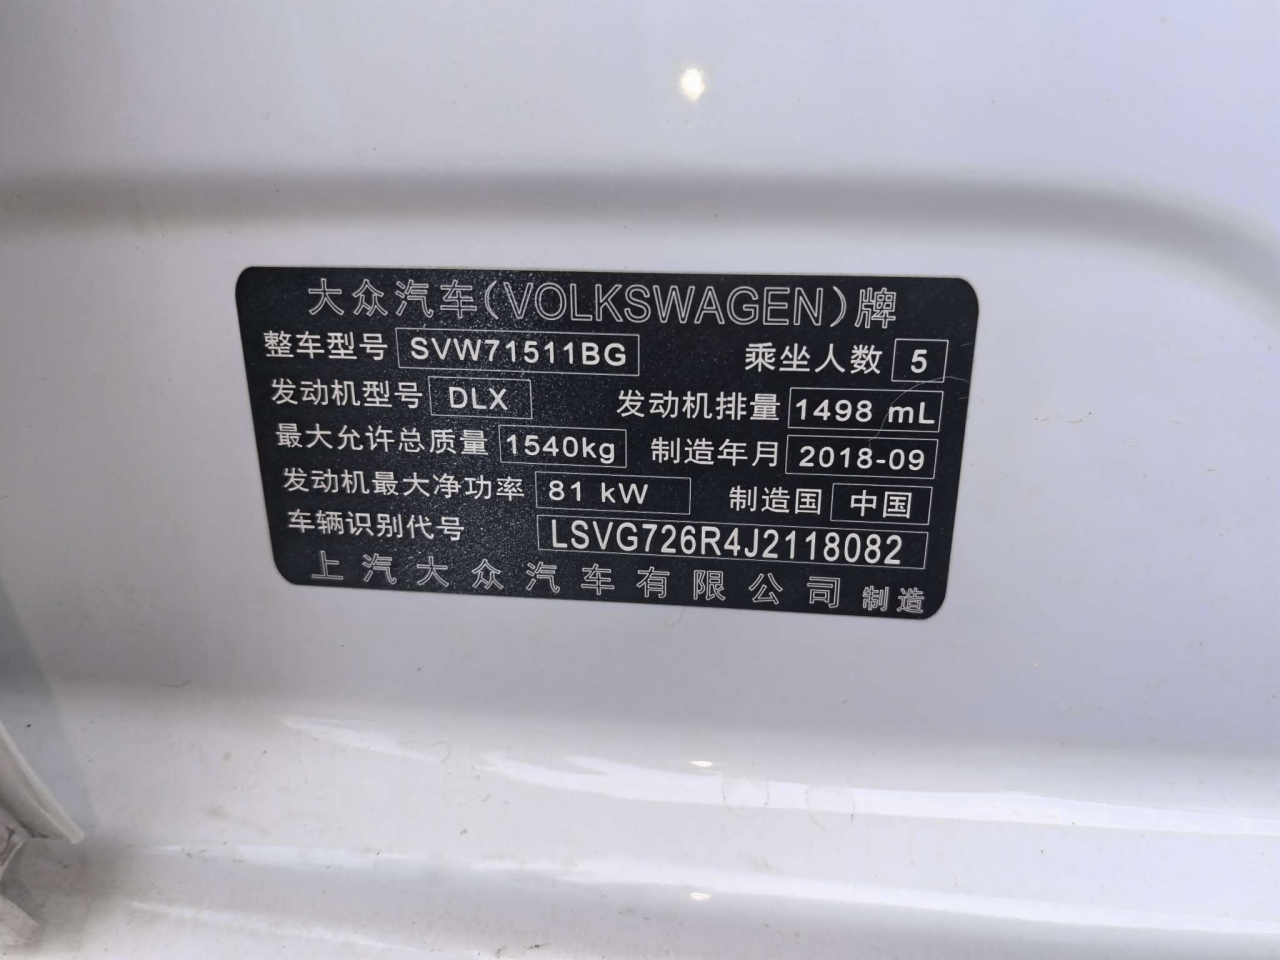 大众汽车(VOLKSWAGEN)牌
整车型号 SVW71511BG 乘坐人数 5
发动机型号 DLX 发动机排量 1498 mL
最大允许总质量 1540kg 制造年月 2018-09
发动机最大净功率 81 kW 制造国 中国
车辆识别代号 LSVG726R4J2118082
上汽大众汽车有限公司 制造